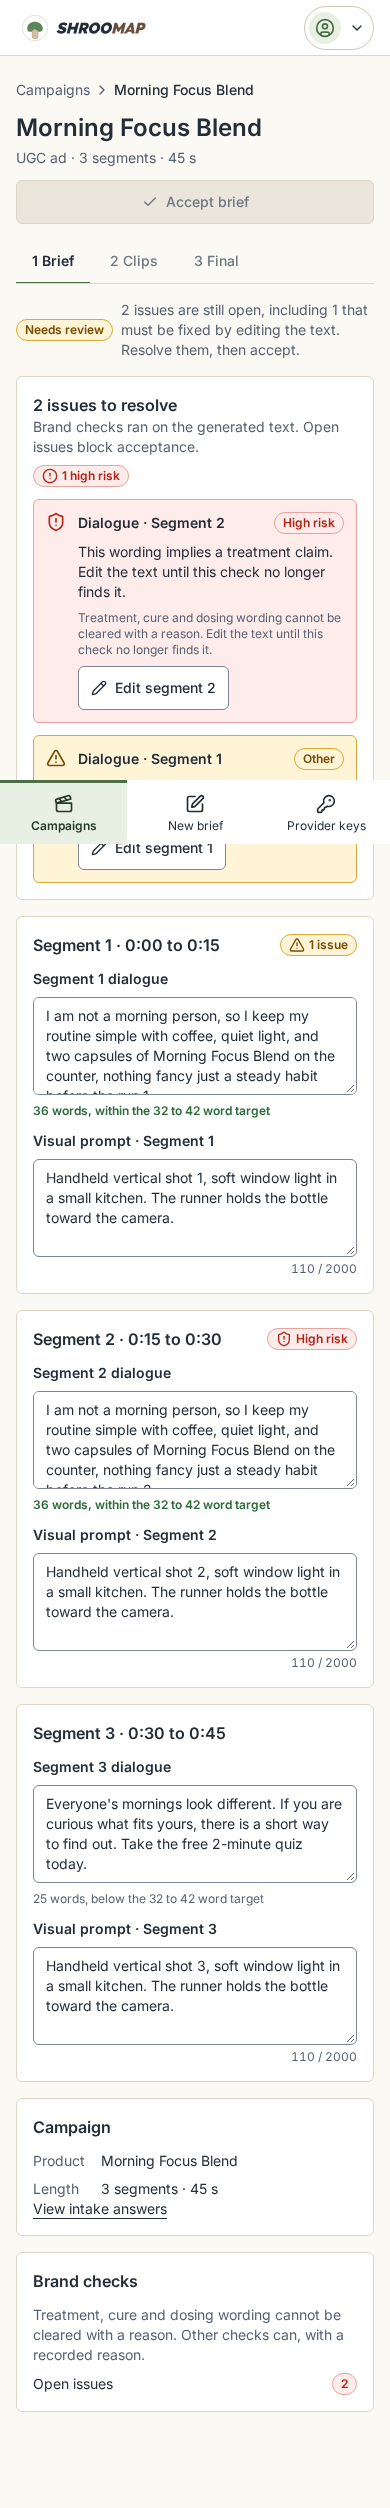 SHROOMAP
Campaigns > Morning Focus Blend
Morning Focus Blend
UGC ad · 3 segments · 45 s
Accept brief
1 Brief 2 Clips 3 Final
Needs review
2 issues are still open, including 1 that
must be fixed by editing the text.
Resolve them, then accept.
2 issues to resolve
Brand checks ran on the generated text. Open
issues block acceptance.
1 high risk
Dialogue · Segment 2 High risk
This wording implies a treatment claim.
Edit the text until this check no longer
finds it.
Treatment, cure and dosing wording cannot be
cleared with a reason. Edit the text until this
check no longer finds it.
Edit segment 2
Dialogue · Segment 1 Other
Campaigns New brief Provider keys
Edit segment 1
Segment 1 · 0:00 to 0:15 1 issue
Segment 1 dialogue
I am not a morning person, so I keep my
routine simple with coffee, quiet light, and
two capsules of Morning Focus Blend on the
counter, nothing fancy just a steady habit
before the run 1
36 words, within the 32 to 42 word target
Visual prompt · Segment 1
Handheld vertical shot 1, soft window light in
a small kitchen. The runner holds the bottle
toward the camera.
110 / 2000
Segment 2 · 0:15 to 0:30 High risk
Segment 2 dialogue
I am not a morning person, so I keep my
routine simple with coffee, quiet light, and
two capsules of Morning Focus Blend on the
counter, nothing fancy just a steady habit
before the run 2
36 words, within the 32 to 42 word target
Visual prompt · Segment 2
Handheld vertical shot 2, soft window light in
a small kitchen. The runner holds the bottle
toward the camera.
110 / 2000
Segment 3 · 0:30 to 0:45
Segment 3 dialogue
Everyone's mornings look different. If you are
curious what fits yours, there is a short way
to find out. Take the free 2-minute quiz
today.
25 words, below the 32 to 42 word target
Visual prompt · Segment 3
Handheld vertical shot 3, soft window light in
a small kitchen. The runner holds the bottle
toward the camera.
110 / 2000
Campaign
Product Morning Focus Blend
Length 3 segments · 45 s
View intake answers
Brand checks
Treatment, cure and dosing wording cannot be
cleared with a reason. Other checks can, with a
recorded reason.
Open issues 2